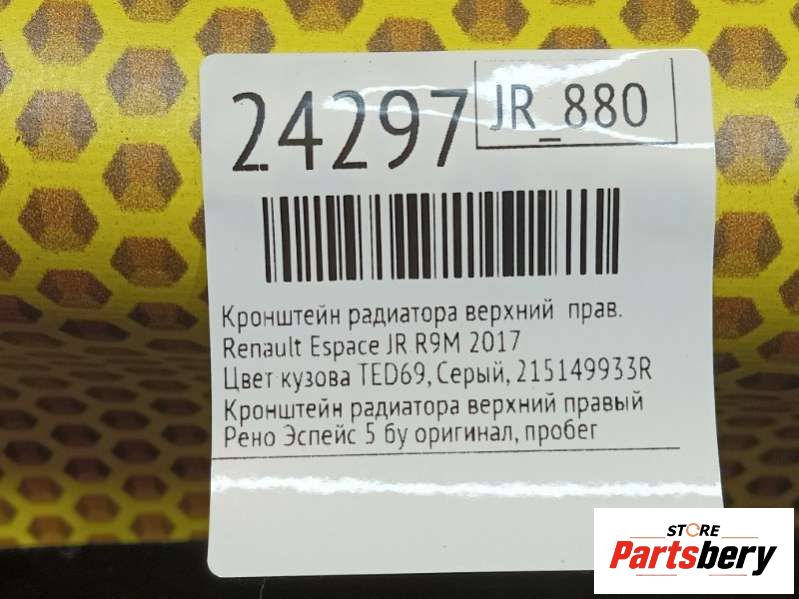 24297
JR_880
Кронштейн радиатора верхний прав.
Renault Espace JR R9M 2017
Цвет кузова TED69, Серый, 215149933R
Кронштейн радиатора верхний правый
Рено Эспейс 5 бу оригинал, пробег
STORE
Partsbery